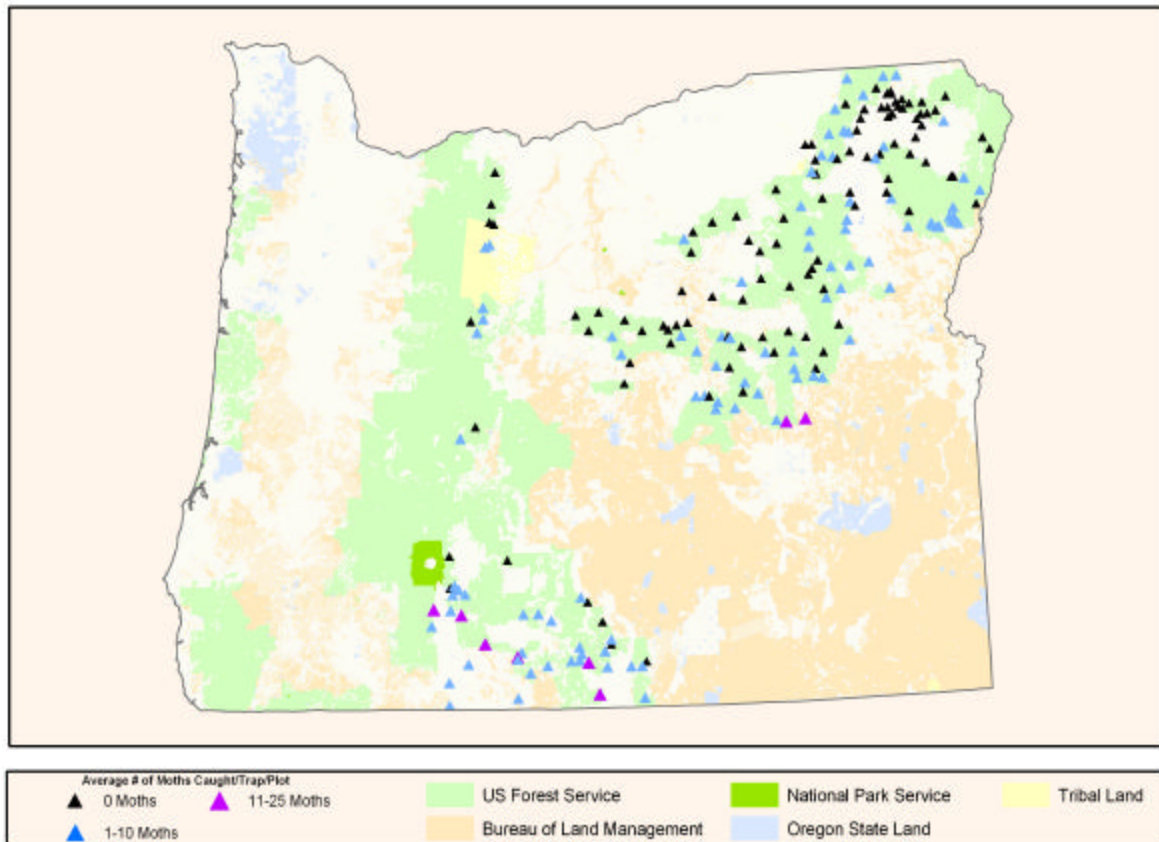 Average # of Moths Caught/Trap/Plot
0 Moths
11-25 Moths
1-10 Moths
US Forest Service
Bureau of Land Management
National Park Service
Oregon State Land
Tribal Land